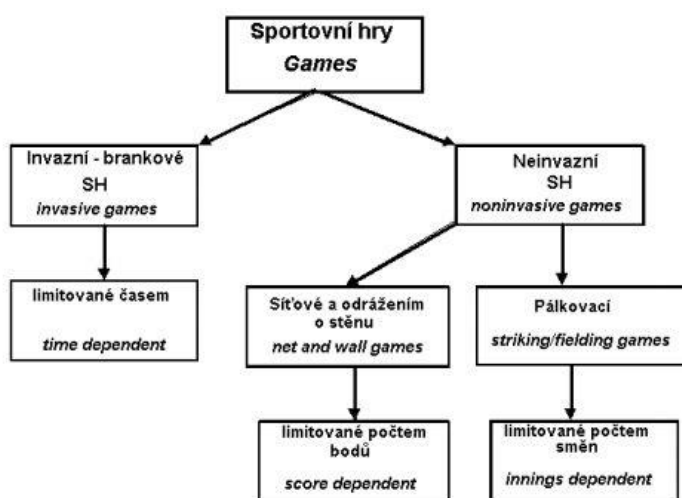 Sportovní hry
Games
Invazní - brankové
SH
invasive games
Neinvazní
SH
noninvasive games
limitované časem
time dependent
Síťové a odrážením
o stěnu
net and wall games
Pálkovací
striking/fielding games
limitované počtem
bodů
score dependent
limitované počtem
směn
innings dependent